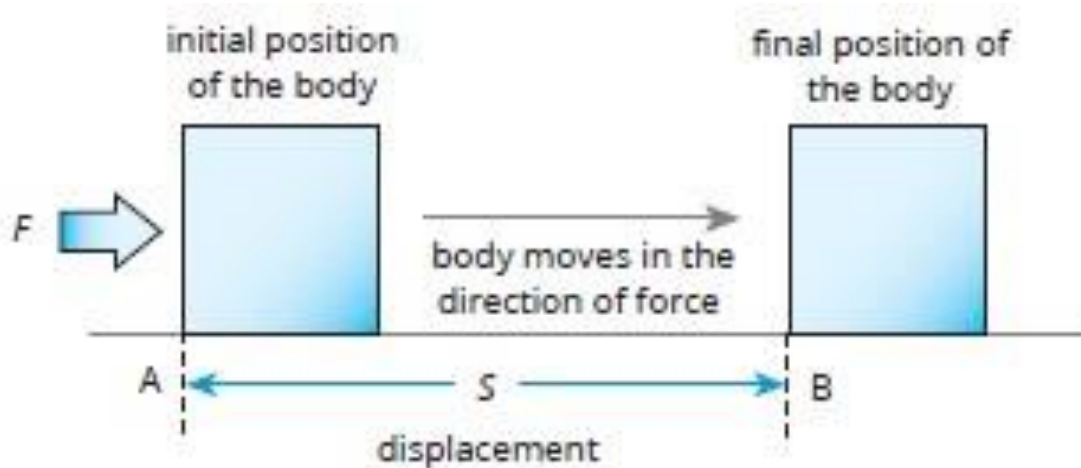 initial position
of the body
final position of
the body
F
body moves in the
direction of force
A
S
B
displacement